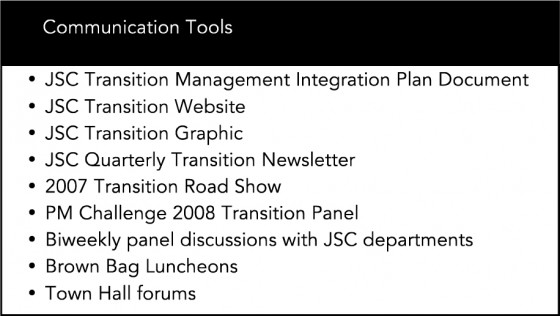 Communication Tools
• JSC Transition Management Integration Plan Document
• JSC Transition Website
• JSC Transition Graphic
• JSC Quarterly Transition Newsletter
• 2007 Transition Road Show
• PM Challenge 2008 Transition Panel
• Biweekly panel discussions with JSC departments
• Brown Bag Luncheons
• Town Hall forums